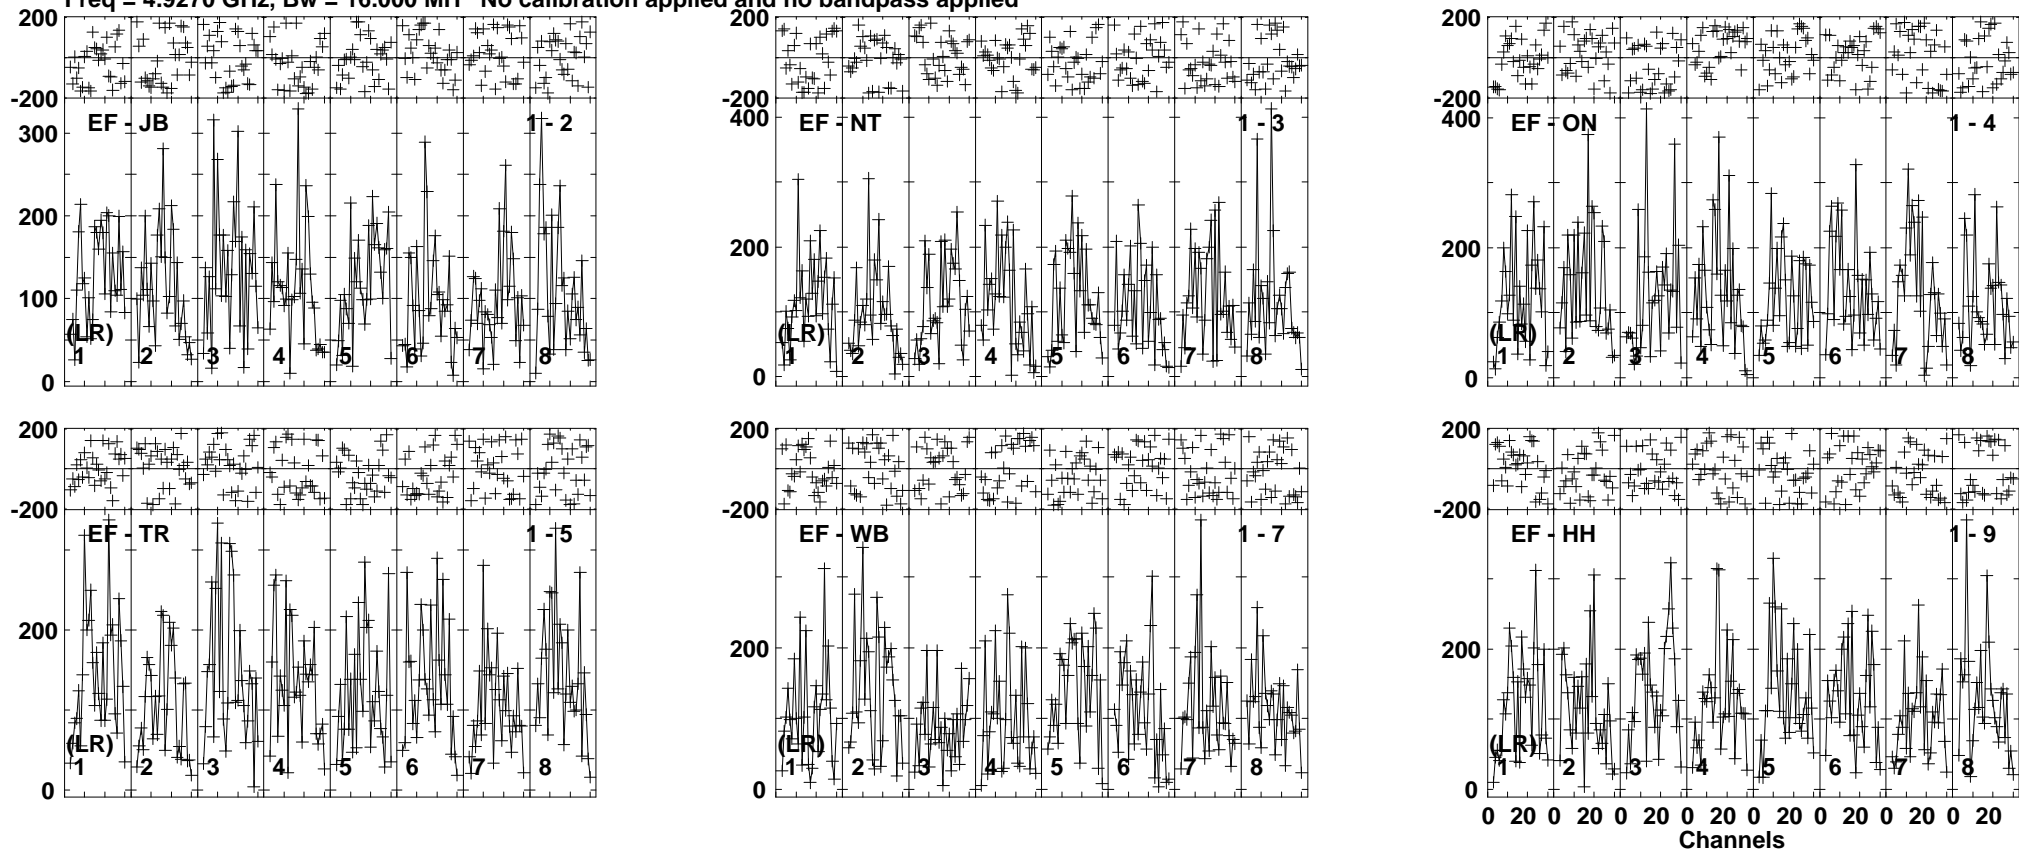 Freq = 4.9270 GHz, Bw = 16.000 MH No calibration applied and no bandpass applied
200
-200
300
200
100
0
EF - JB
1 - 2
(LR)
1 2 3 4 5 6 7 8
200
-200
400
200
0
EF - NT
1 - 3
(LR)
1 2 3 4 5 6 7 8
200
-200
400
200
0
EF - ON
1 - 4
(LR)
1 2 3 4 5 6 7 8
200
-200
200
0
EF - TR
1 - 5
(LR)
1 2 3 4 5 6 7 8
200
-200
200
0
EF - WB
1 - 7
(LR)
1 2 3 4 5 6 7 8
200
-200
200
0
EF - HH
1 - 9
(LR)
1 2 3 4 5 6 7 8
0 20 0 20 0 20 0 20 0 20 0 20 0 20 0 20
Channels